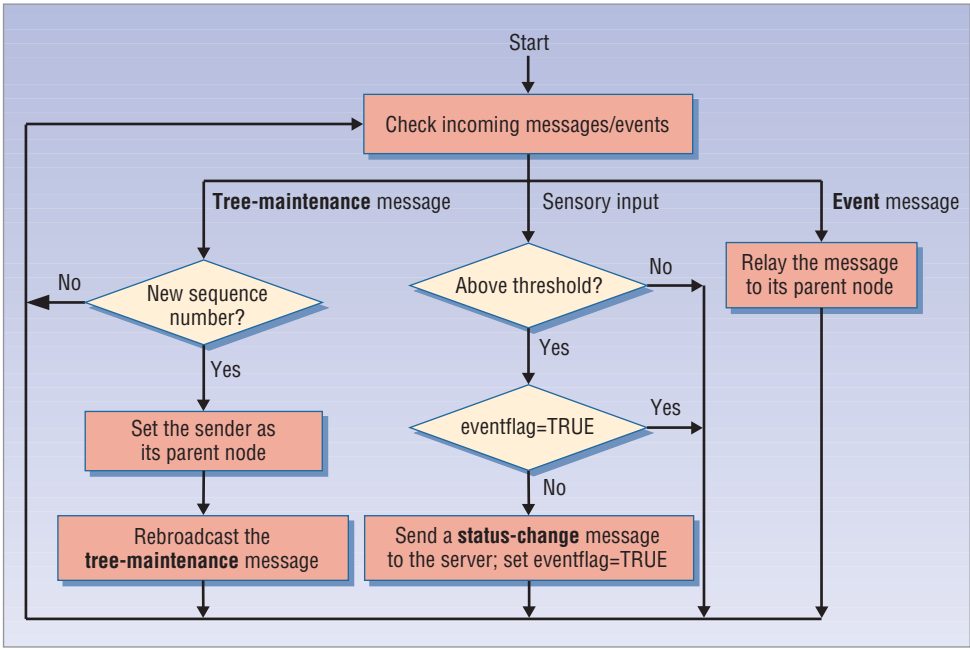 Start
Check incoming messages/events
Tree-maintenance message
Sensory input
Event message
No
New sequence
number?
Yes
Set the sender as
its parent node
Rebroadcast the
tree-maintenance message
Above threshold?
No
Yes
eventflag=TRUE
Yes
No
Send a status-change message
to the server; set eventflag=TRUE
Relay the message
to its parent node